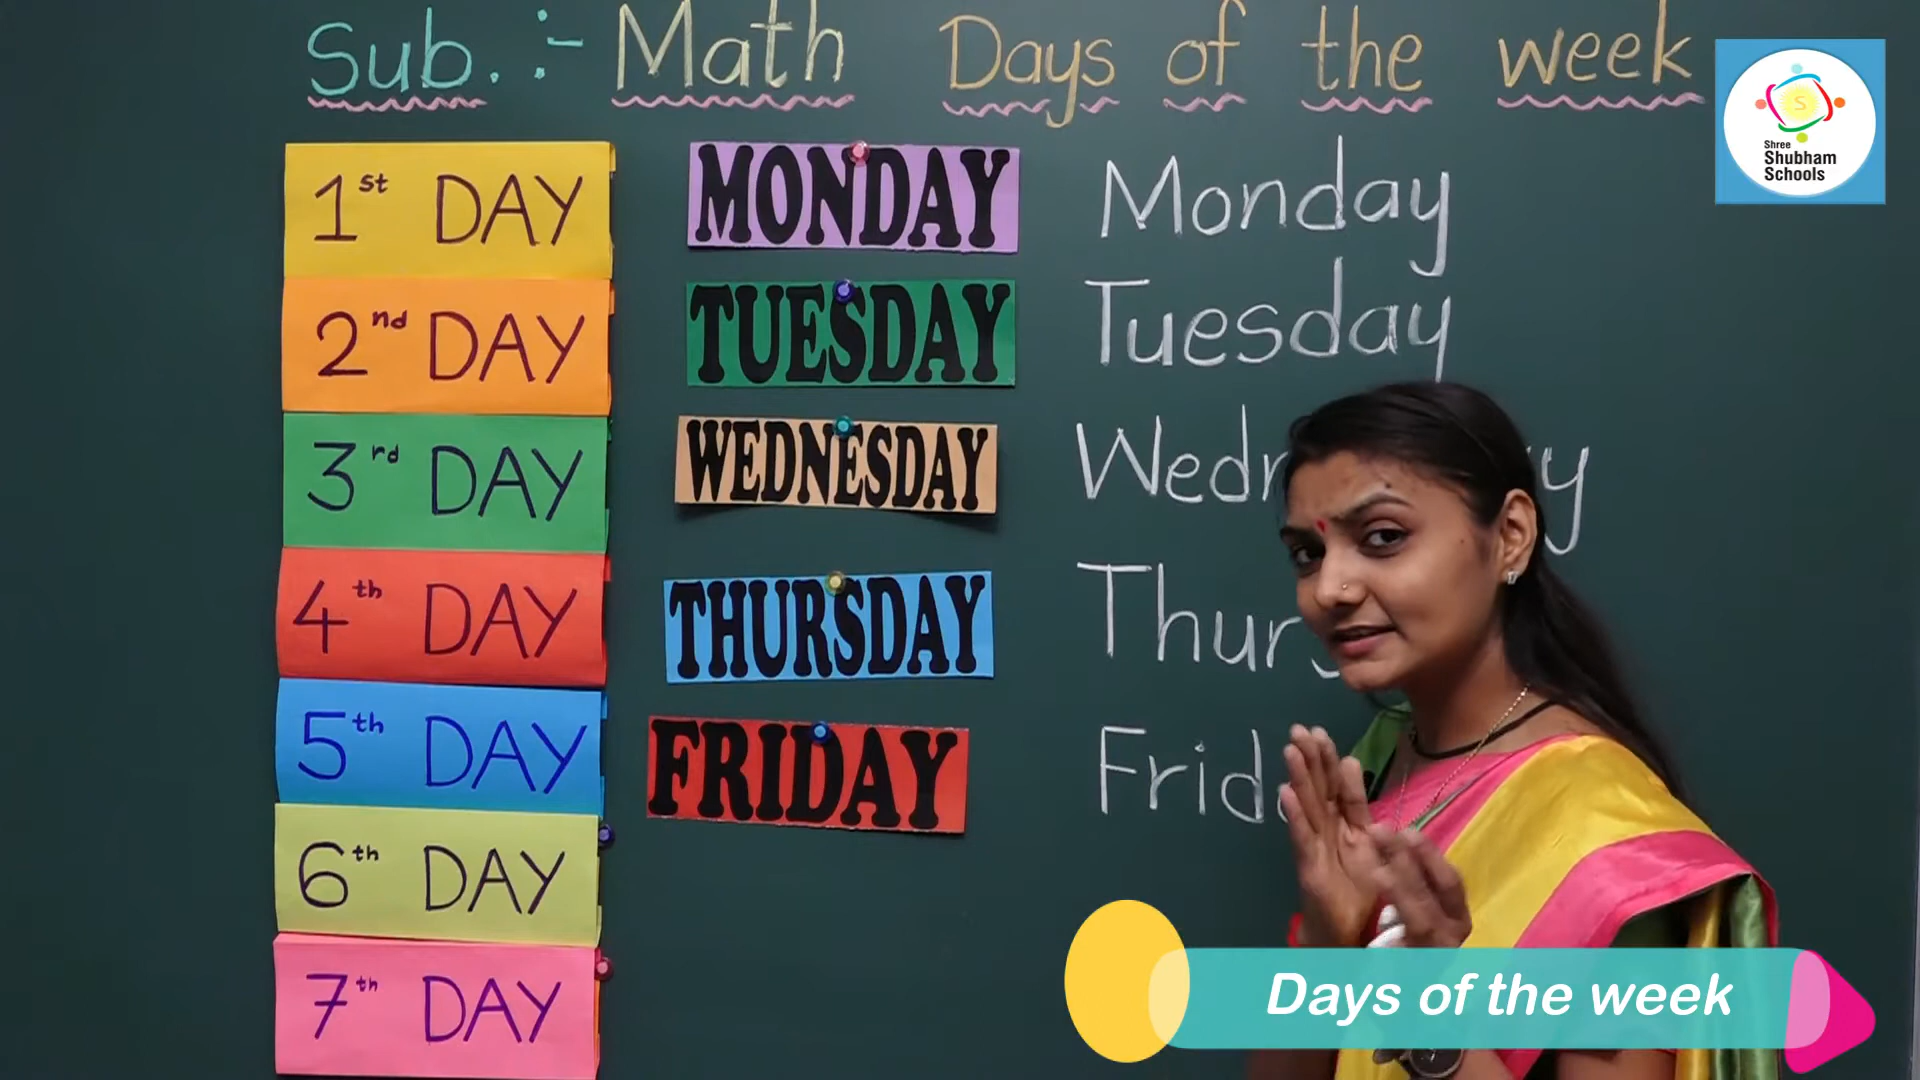 Sub. :- Math Days of the week
Shree
Shubham
Schools
1st DAY MONDAY Monday
2nd DAY TUESDAY Tuesday
3rd DAY WEDNESDAY
4th DAY THURSDAY
5th DAY FRIDAY
6th DAY
7th DAY
Days of the week